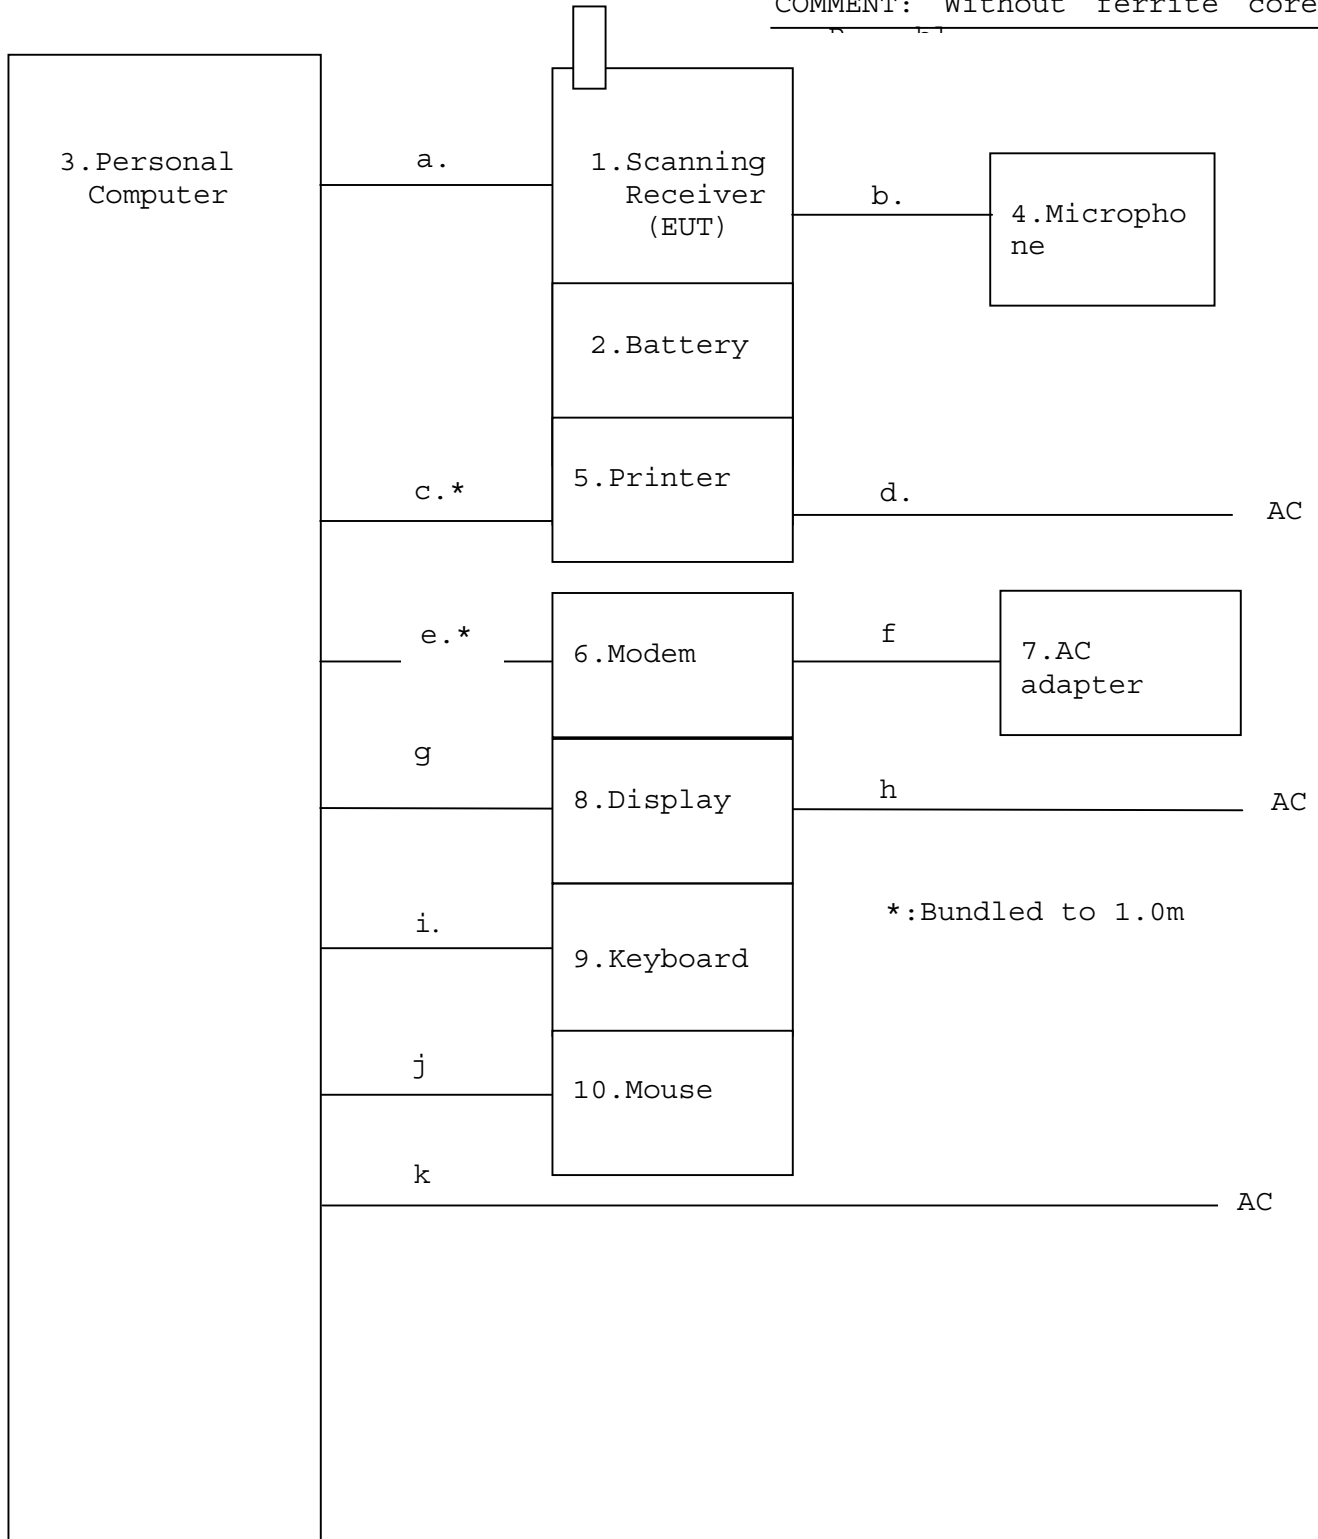 COMMENT: Without ferrite core
3.Personal
Computer
a.
1.Scanning
Receiver
(EUT)
b.
4.Micropho
ne
2.Battery
c.*
5.Printer
d.
AC
e.*
6.Modem
f
7.AC
adapter
g
8.Display
h
AC
*:Bundled to 1.0m
i.
9.Keyboard
j
10.Mouse
k
AC